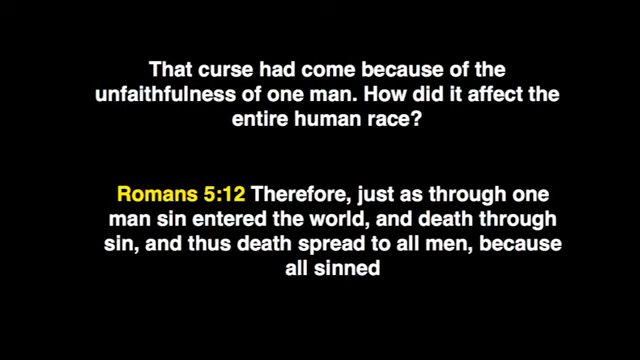 That curse had come because of the
unfaithfulness of one man. How did it affect the
entire human race?
Romans 5:12 Therefore, just as through one
man sin entered the world, and death through
sin, and thus death spread to all men, because
all sinned